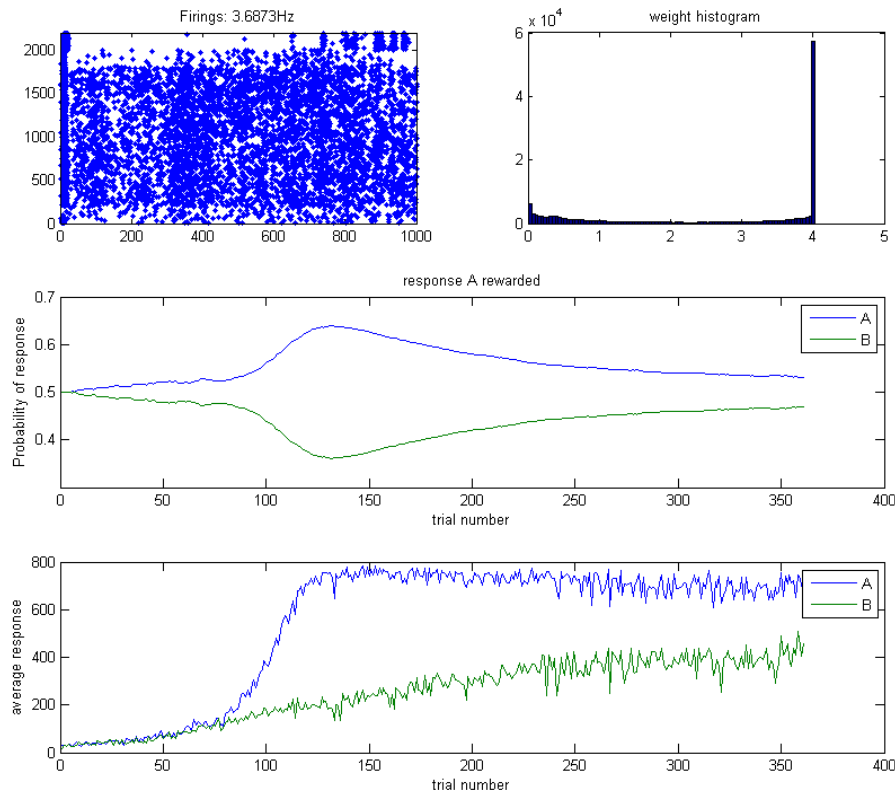 Firings: 3.6873Hz
2000
1500
1000
500
0
0 200 400 600 800 1000
weight histogram
x 10⁴
6
4
2
0
0 1 2 3 4 5
response A rewarded
Probability of response
0.7
0.6
0.5
0.4
A
B
0 50 100 150 200 250 300 350 400
trial number
average response
800
600
400
200
0
A
B
0 50 100 150 200 250 300 350 400
trial number